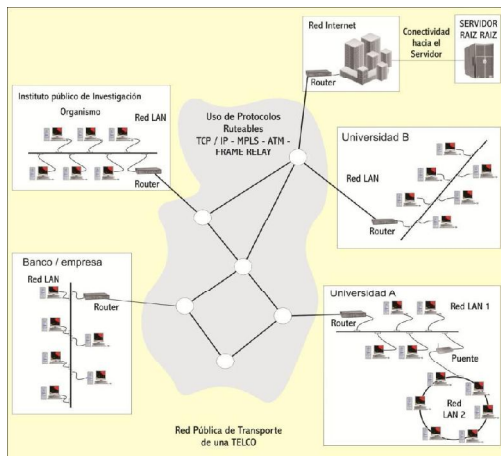 Red Internet
Router
Conectividad
hacia el
Servidor
SERVIDOR
RAIZ RAIZ
Instituto público de Investigación
Organismo
Red LAN
Router
Uso de Protocolos
Ruteables
TCP / IP - MPLS - ATM -
FRAME RELAY
Universidad B
Red LAN
Router
Banco / empresa
Red LAN
Router
Universidad A
Router
Red LAN 1
Puente
Red
LAN 2
Red Pública de Transporte
de una TELCO